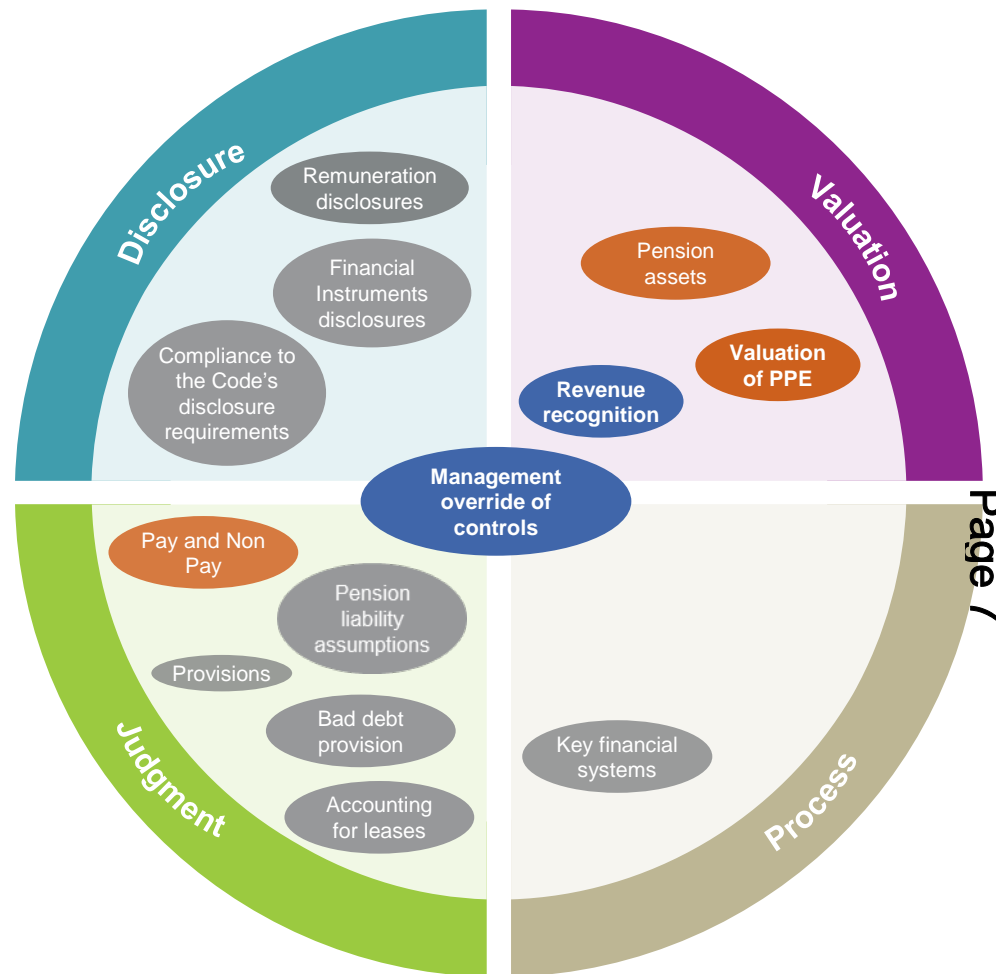 Disclosure
Remuneration
disclosures
Financial
Instruments
disclosures
Compliance to
the Code's
disclosure
requirements
Valuation
Pension
assets
Valuation
of PPE
Revenue
recognition
Management
override of
controls
Judgment
Pay and Non
Pay
Pension
liability
assumptions
Provisions
Bad debt
provision
Accounting
for leases
Process
Key financial
systems
Page 7